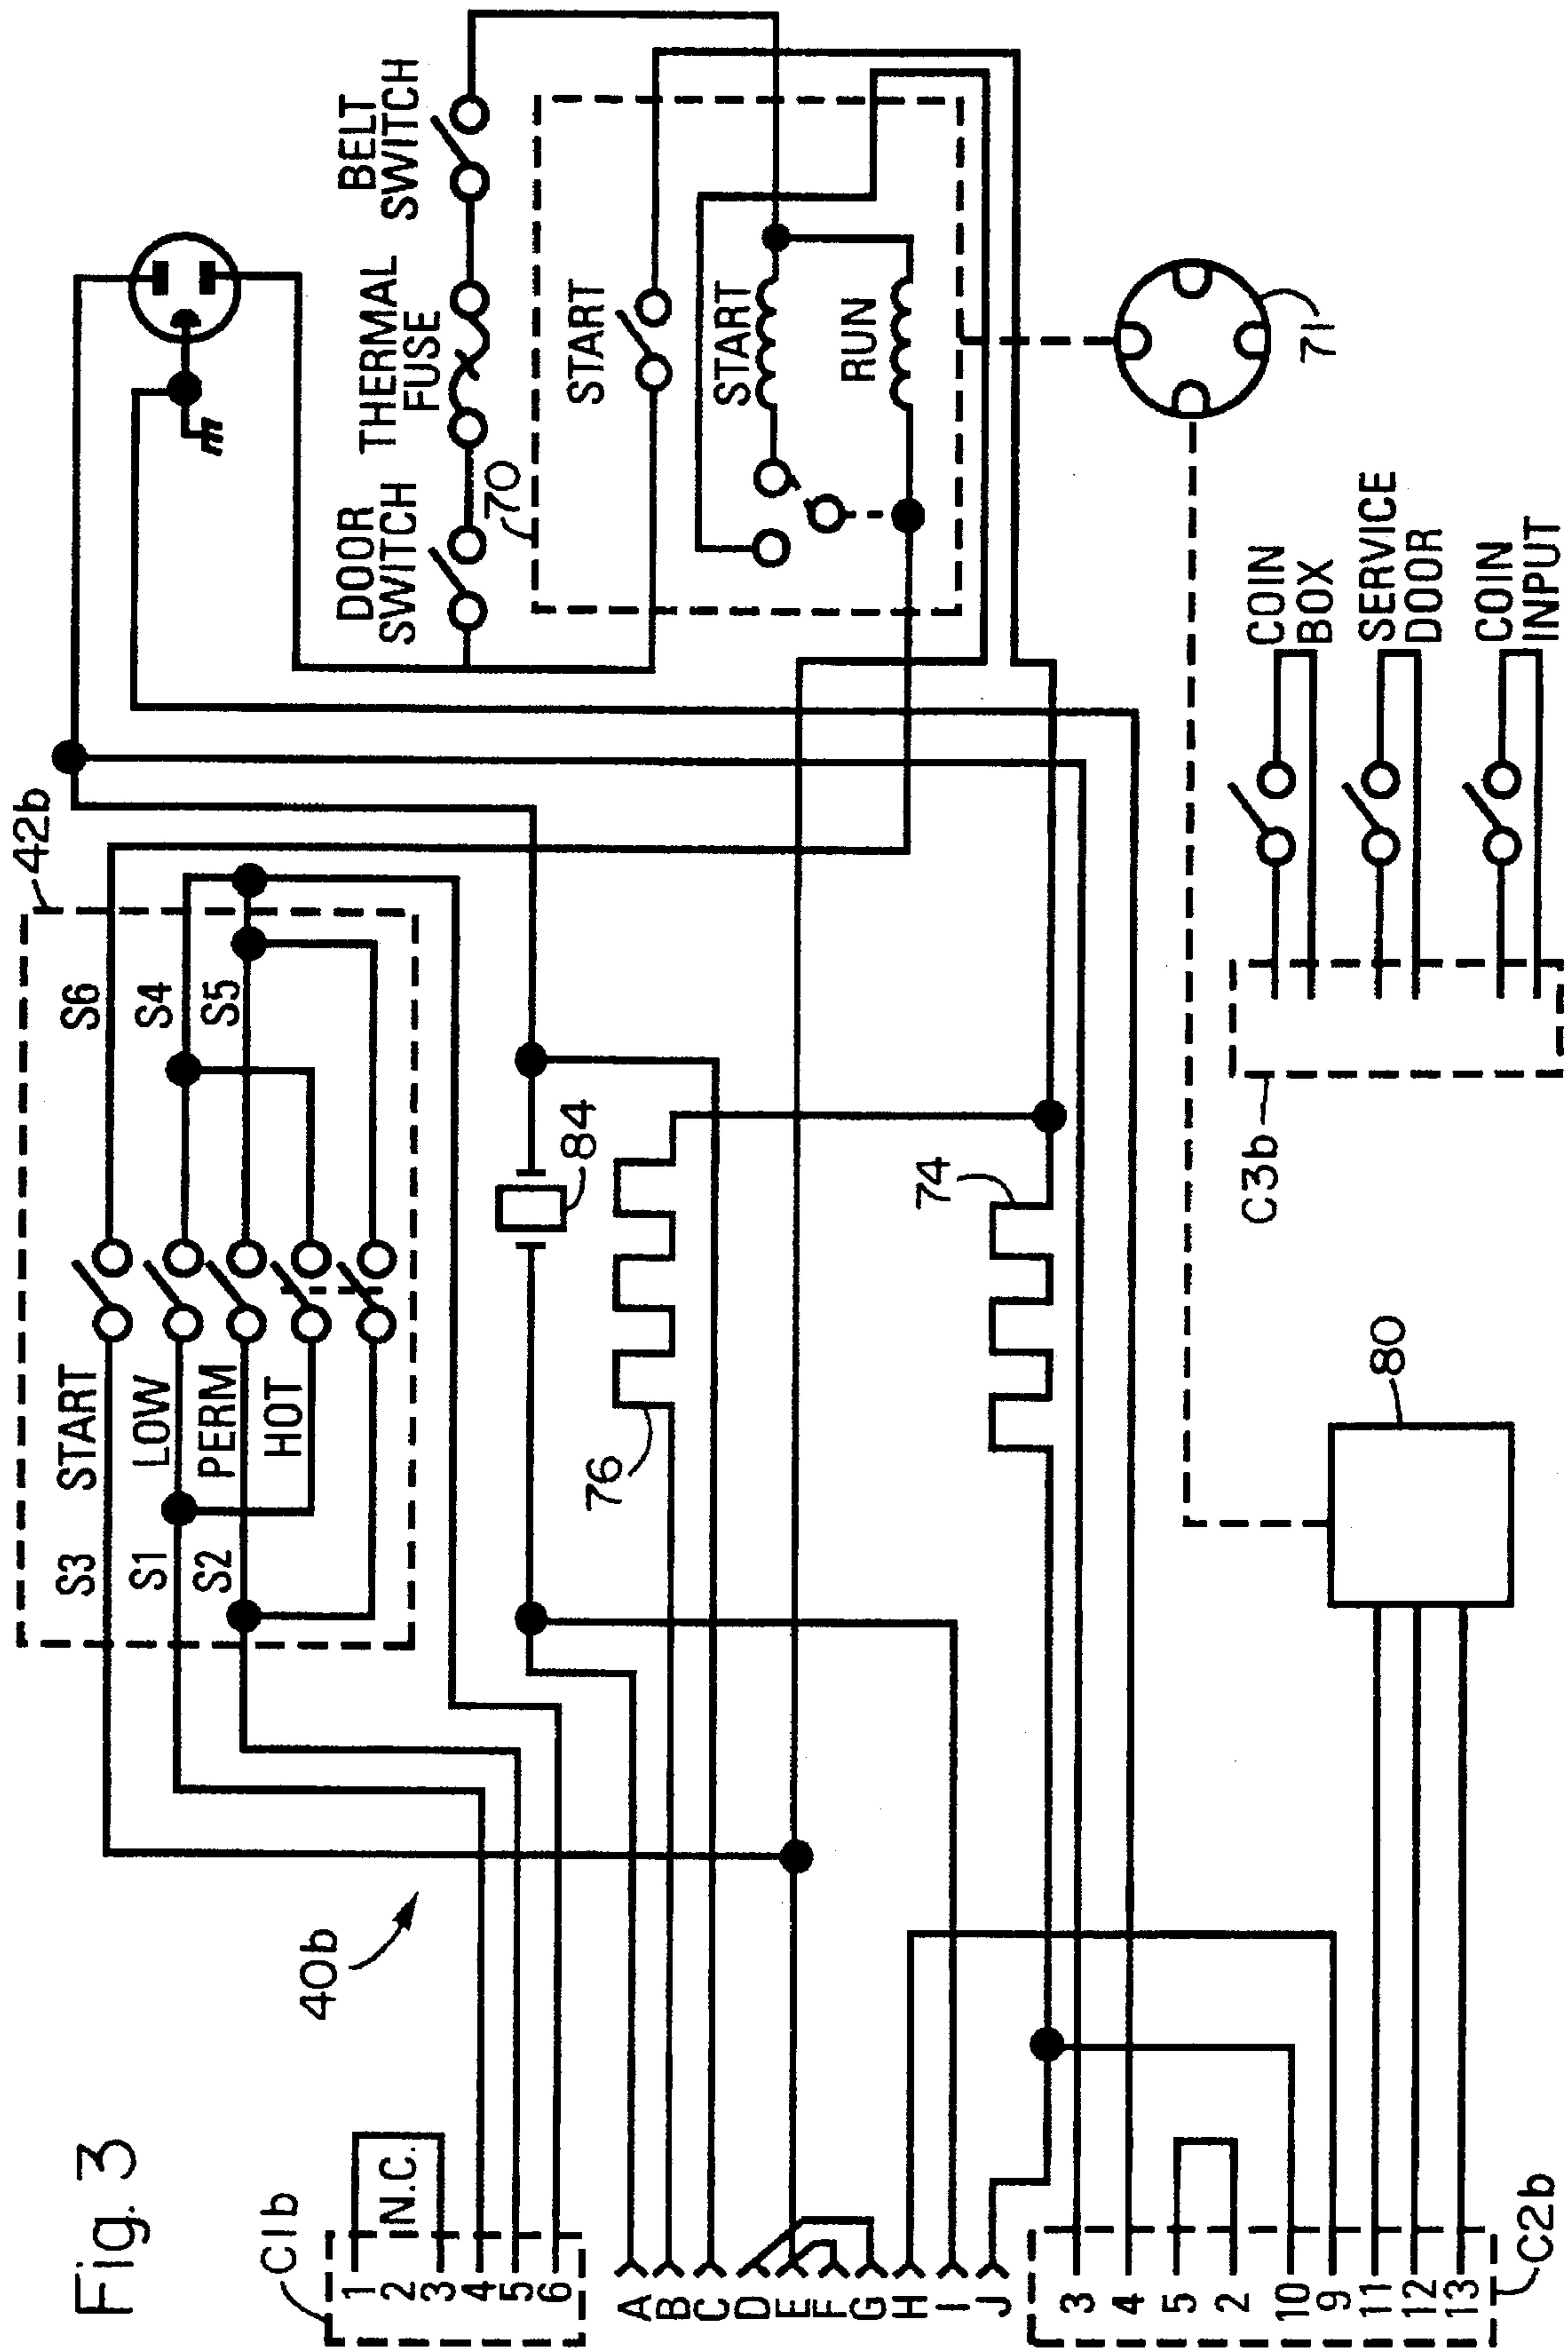 Fig. 3
40b
42b
S3 START S6
S1 LOW S4
S2 PERM S5
HOT
BELT
SWITCH
THERMAL
FUSE
DOOR
SWITCH
70
START
START
RUN
71
84
76
74
C1b
1
2 N.C.
3
4
5
6
A
B
C
D
E
F
G
H
I
J
3
4
5
2
10
9
11
12
13
C2b
80
C3b
COIN
BOX
SERVICE
DOOR
COIN
INPUT